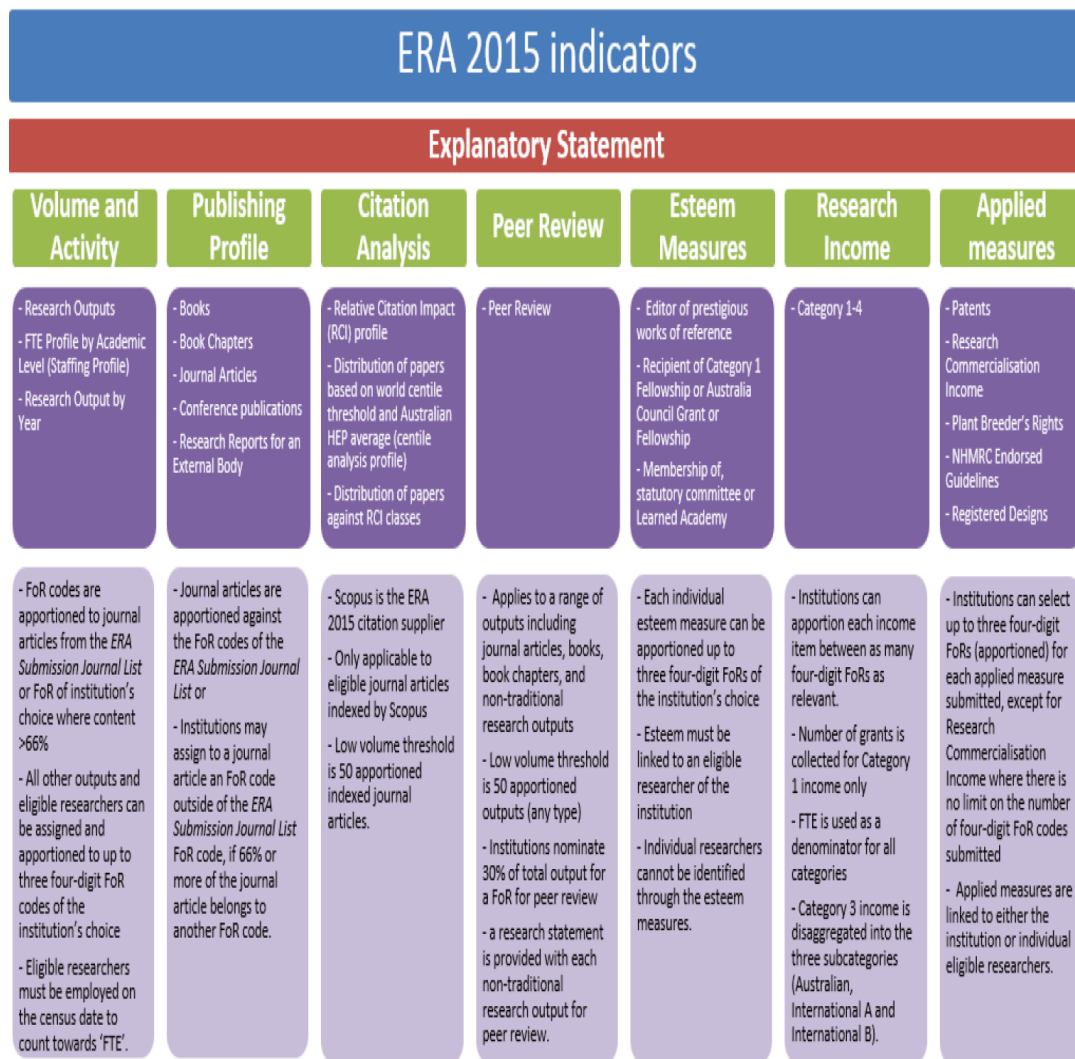 ERA 2015 indicators
Explanatory Statement
Volume and
Activity
Publishing
Profile
Citation
Analysis
Peer Review
Esteem
Measures
Research
Income
Applied
measures
- Research Outputs
- FTE Profile by Academic
Level (Staffing Profile)
- Research Output by
Year
- Books
- Book Chapters
- Journal Articles
- Conference publications
- Research Reports for an
External Body
- Relative Citation Impact
(RCI) profile
- Distribution of papers
based on world centile
threshold and Australian
HEP average (centile
analysis profile)
- Distribution of papers
against RCI classes
- Peer Review
- Editor of prestigious
works of reference
- Recipient of Category 1
Fellowship or Australia
Council Grant or
Fellowship
- Membership of,
statutory committee or
Learned Academy
- Category 1-4
- Patents
- Research
Commercialisation
Income
- Plant Breeder's Rights
- NHMRC Endorsed
Guidelines
- Registered Designs
- FoR codes are
apportioned to journal
articles from the ERA
Submission Journal List
or FoR of institution's
choice where content
>66%
- All other outputs and
eligible researchers can
be assigned and
apportioned to up to
three four-digit FoR
codes of the
institution's choice
- Eligible researchers
must be employed on
the census date to
count towards 'FTE'.
- Journal articles are
apportioned against
the FoR codes of the
ERA Submission Journal
List or
- Institutions may
assign to a journal
article an FoR code
outside of the ERA
Submission Journal List
FoR code, if 66% or
more of the journal
article belongs to
another FoR code.
- Scopus is the ERA
2015 citation supplier
- Only applicable to
eligible journal articles
indexed by Scopus
- Low volume threshold
is 50 apportioned
indexed journal
articles.
- Applies to a range of
outputs including
journal articles, books,
book chapters, and
non-traditional
research outputs
- Low volume threshold
is 50 apportioned
outputs (any type)
- Institutions nominate
30% of total output for
a FoR for peer review
- a research statement
is provided with each
non-traditional
research output for
peer review.
- Each individual
esteem measure can be
apportioned up to
three four-digit FoRs of
the institution's choice
- Esteem must be
linked to an eligible
researcher of the
institution
- Individual researchers
cannot be identified
through the esteem
measures.
- Institutions can
apportion each income
item between as many
four-digit FoRs as
relevant.
- Number of grants is
collected for Category
1 income only
- FTE is used as a
denominator for all
categories
- Category 3 income is
disaggregated into the
three subcategories
(Australian,
International A and
International B).
- Institutions can select
up to three four-digit
FoRs (apportioned) for
each applied measure
submitted, except for
Research
Commercialisation
Income where there is
no limit on the number
of four-digit FoR codes
submitted
- Applied measures are
linked to either the
institution or individual
eligible researchers.